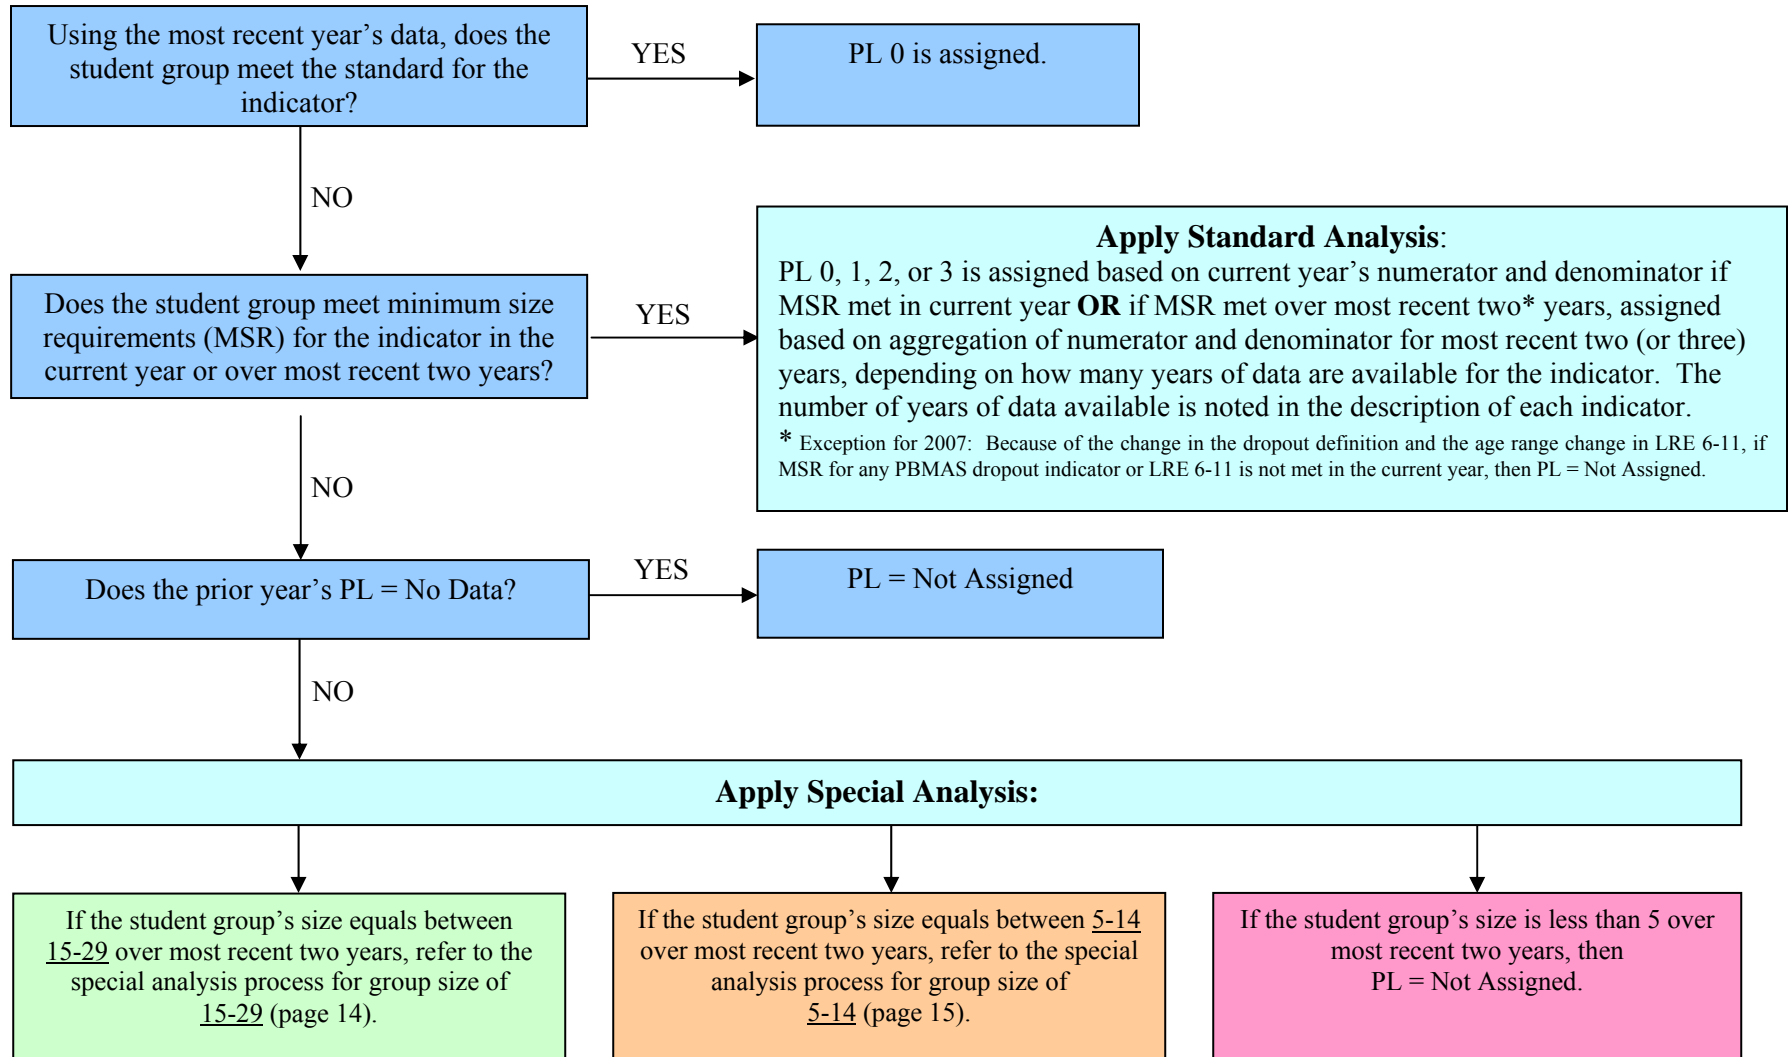 Using the most recent year’s data, does the
student group meet the standard for the
indicator?
YES
PL 0 is assigned.
NO
Does the student group meet minimum size
requirements (MSR) for the indicator in the
current year or over most recent two years?
YES
Apply Standard Analysis:
PL 0, 1, 2, or 3 is assigned based on current year’s numerator and denominator if
MSR met in current year OR if MSR met over most recent two* years, assigned
based on aggregation of numerator and denominator for most recent two (or three)
years, depending on how many years of data are available for the indicator. The
number of years of data available is noted in the description of each indicator.
* Exception for 2007: Because of the change in the dropout definition and the age range change in LRE 6-11, if
MSR for any PBMAS dropout indicator or LRE 6-11 is not met in the current year, then PL = Not Assigned.
NO
Does the prior year’s PL = No Data?
YES
PL = Not Assigned
NO
Apply Special Analysis:
If the student group’s size equals between
15-29 over most recent two years, refer to the
special analysis process for group size of
15-29 (page 14).
If the student group’s size equals between 5-14
over most recent two years, refer to the special
analysis process for group size of
5-14 (page 15).
If the student group’s size is less than 5 over
most recent two years, then
PL = Not Assigned.